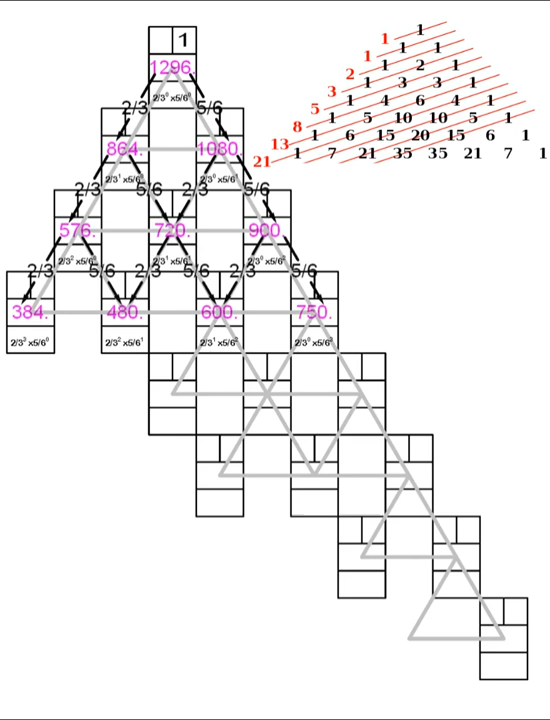 1
1296.
2/3⁰ x5/6⁰
2/3 5/6
864. 1080.
2/3¹ x5/6⁰ 2/3⁰ x5/6
2/3 5/6 2/3 5/6
576. 720. 900.
2/3² x5/6⁰ 2/3¹ x5/6¹ 2/3⁰ x5/6²
2/3 5/6 2/3 5/6 2/3 5/6
384. 480. 600. 750.
2/3³ x5/6⁰ 2/3² x5/6¹ 2/3¹ x5/6 2/3⁰ x5/6
1
1 1 1
1 1 2 1
2 1 3 3 1
3 1 4 6 4 1
5 1 5 10 10 5 1
8 1 6 15 20 15 6 1
13 1 7 21 35 35 21 7 1
21